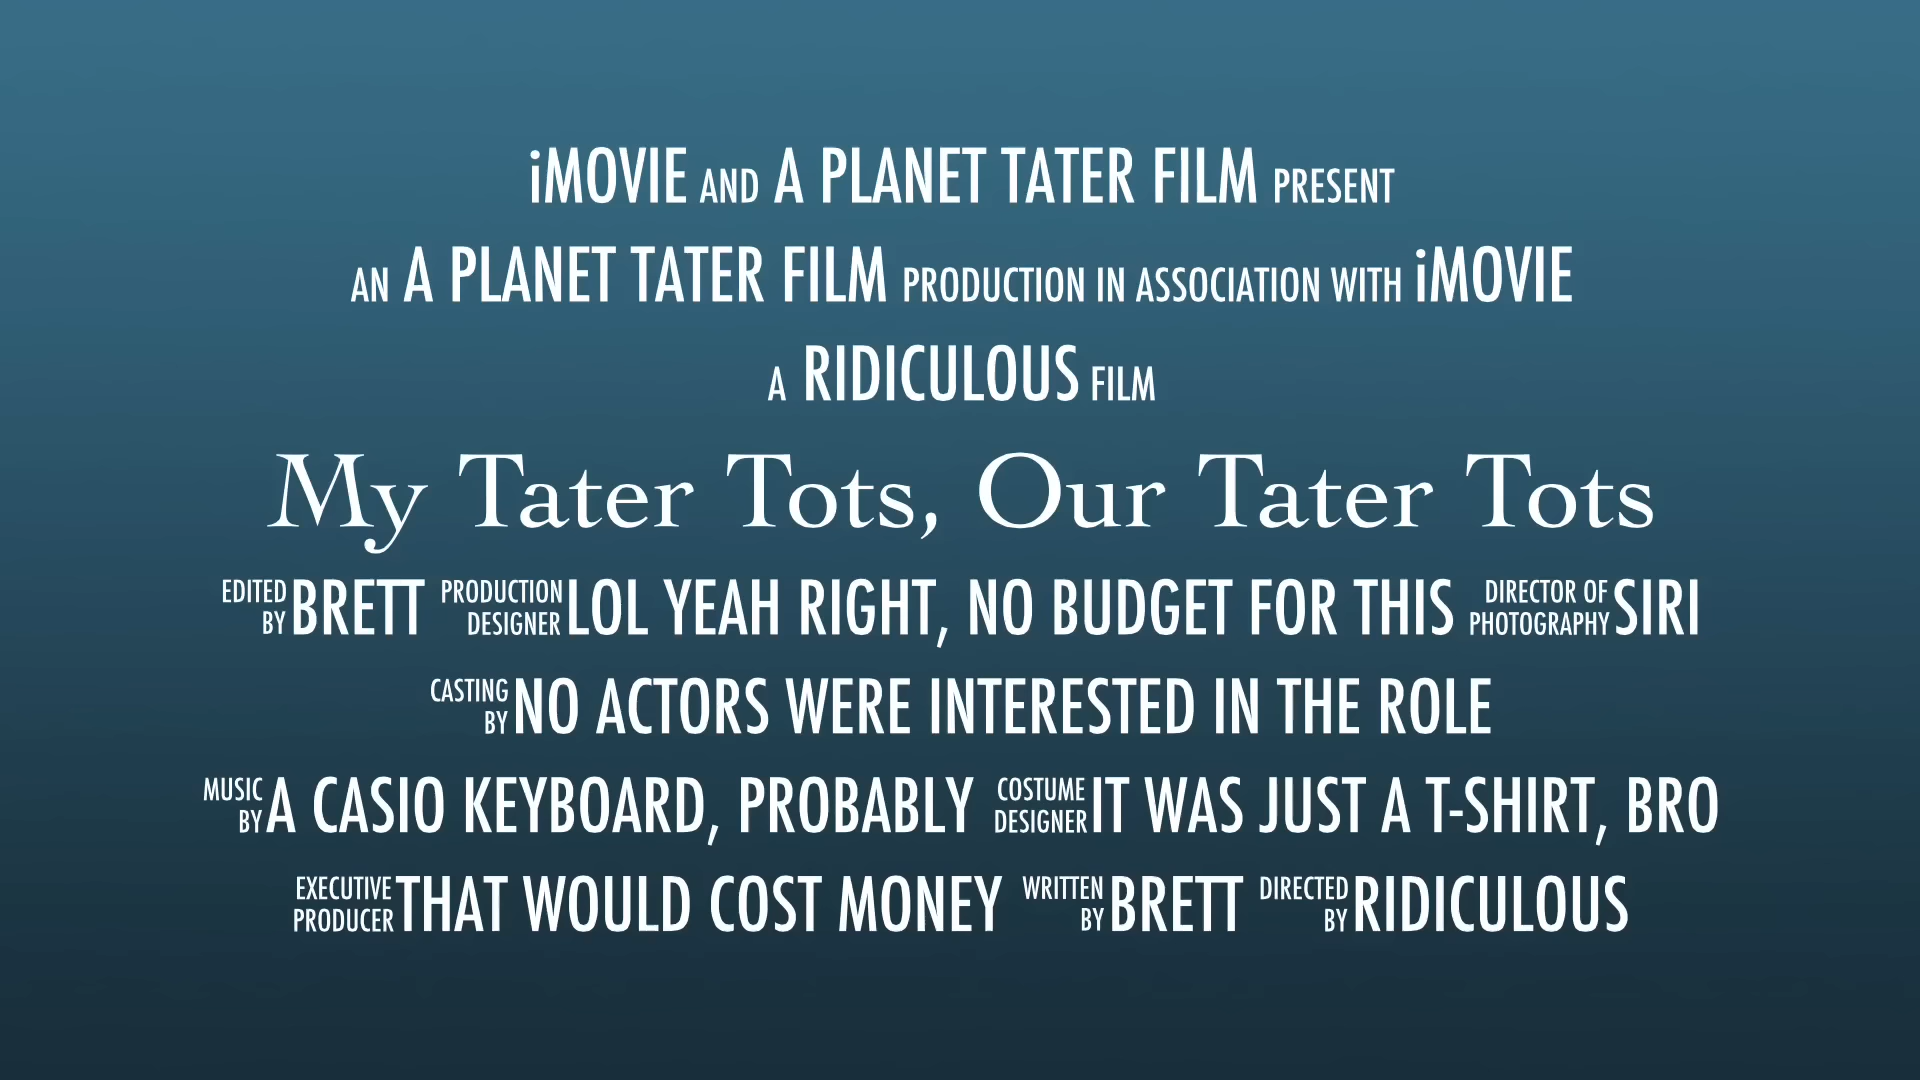 iMOVIE AND A PLANET TATER FILM PRESENT
AN A PLANET TATER FILM PRODUCTION IN ASSOCIATION WITH iMOVIE
A RIDICULOUS FILM
My Tater Tots, Our Tater Tots
EDITED BY BRETT PRODUCTION DESIGNER LOL YEAH RIGHT, NO BUDGET FOR THIS DIRECTOR OF PHOTOGRAPHY SIRI
CASTING BY NO ACTORS WERE INTERESTED IN THE ROLE
MUSIC BY A CASIO KEYBOARD, PROBABLY COSTUME DESIGNER IT WAS JUST A T-SHIRT, BRO
EXECUTIVE PRODUCER THAT WOULD COST MONEY WRITTEN BY BRETT DIRECTED BY RIDICULOUS